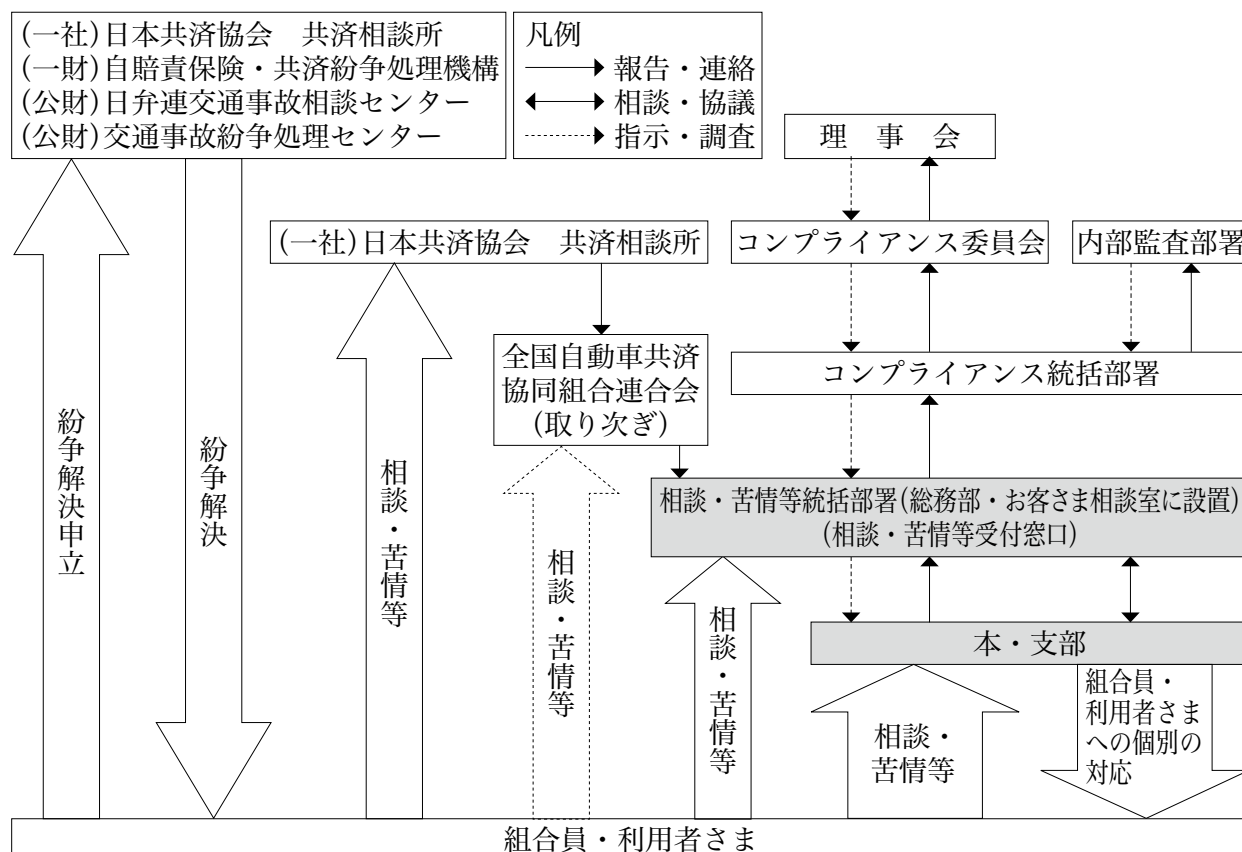 (一社)日本共済協会　共済相談所
(一財)自賠責保険・共済紛争処理機構
(公財)日弁連交通事故相談センター
(公財)交通事故紛争処理センター
凡例
報告・連絡
相談・協議
指示・調査
理　事　会
(一社)日本共済協会　共済相談所
コンプライアンス委員会
内部監査部署
全国自動車共済
協同組合連合会
(取り次ぎ)
コンプライアンス統括部署
紛争解決申立
紛争解決
相談・苦情等
相談・苦情等
相談・苦情等統括部署(総務部・お客さま相談室に設置)
(相談・苦情等受付窓口)
相談・苦情等
本・支部
相談・
苦情等
組合員・
利用者さま
への個別の
対応
組合員・利用者さま